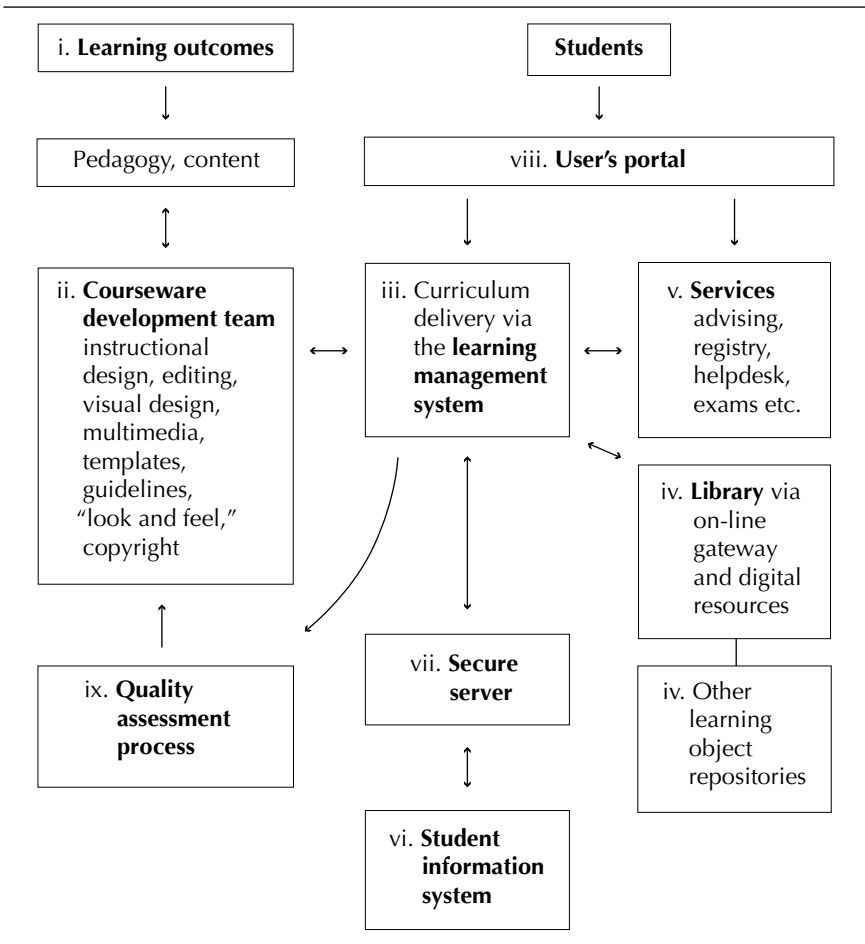 i. Learning outcomes
Students
Pedagogy, content
viii. User’s portal
ii. Courseware
development team
instructional
design, editing,
visual design,
multimedia,
templates,
guidelines,
“look and feel,”
copyright
iii. Curriculum
delivery via
the learning
management
system
v. Services
advising,
registry,
helpdesk,
exams etc.
iv. Library via
on-line
gateway
and digital
resources
ix. Quality
assessment
process
vii. Secure
server
iv. Other
learning
object
repositories
vi. Student
information
system